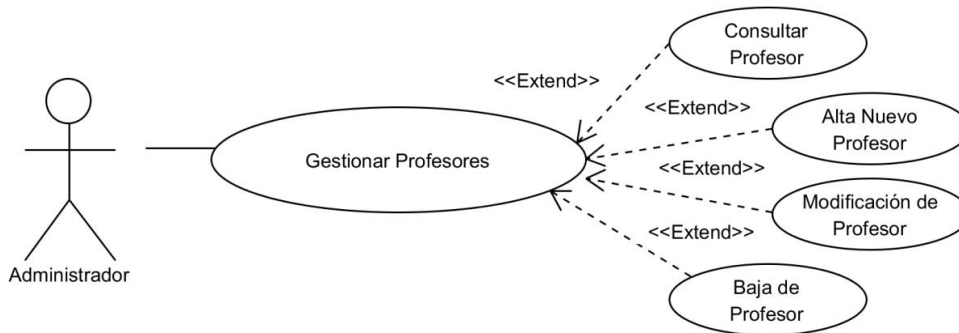 Consultar
Profesor
<<Extend>>
<<Extend>>
Alta Nuevo
Profesor
Gestionar Profesores
<<Extend>>
Modificación de
Profesor
<<Extend>>
Administrador
Baja de
Profesor